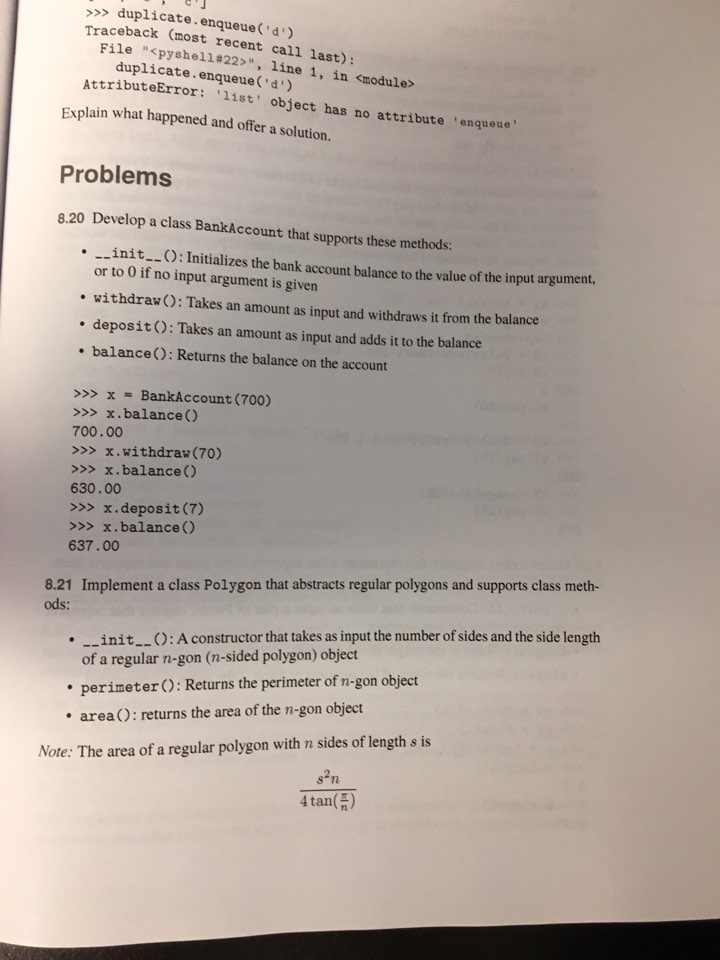 >>> duplicate.enqueue('d')
Traceback (most recent call last):
File "<pyshell#22>", line 1, in <module>
duplicate.enqueue('d')
AttributeError: 'list' object has no attribute 'enqueue'
Explain what happened and offer a solution.
Problems
8.20 Develop a class BankAccount that supports these methods:
• __init__(): Initializes the bank account balance to the value of the input argument,
or to 0 if no input argument is given
• withdraw(): Takes an amount as input and withdraws it from the balance
• deposit(): Takes an amount as input and adds it to the balance
• balance(): Returns the balance on the account
>>> x = BankAccount(700)
>>> x.balance()
700.00
>>> x.withdraw(70)
>>> x.balance()
630.00
>>> x.deposit(7)
>>> x.balance()
637.00
8.21 Implement a class Polygon that abstracts regular polygons and supports class meth-
ods:
• __init__(): A constructor that takes as input the number of sides and the side length
of a regular n-gon (n-sided polygon) object
• perimeter(): Returns the perimeter of n-gon object
• area(): returns the area of the n-gon object
Note: The area of a regular polygon with n sides of length s is
s²n
4 tan(π/n)